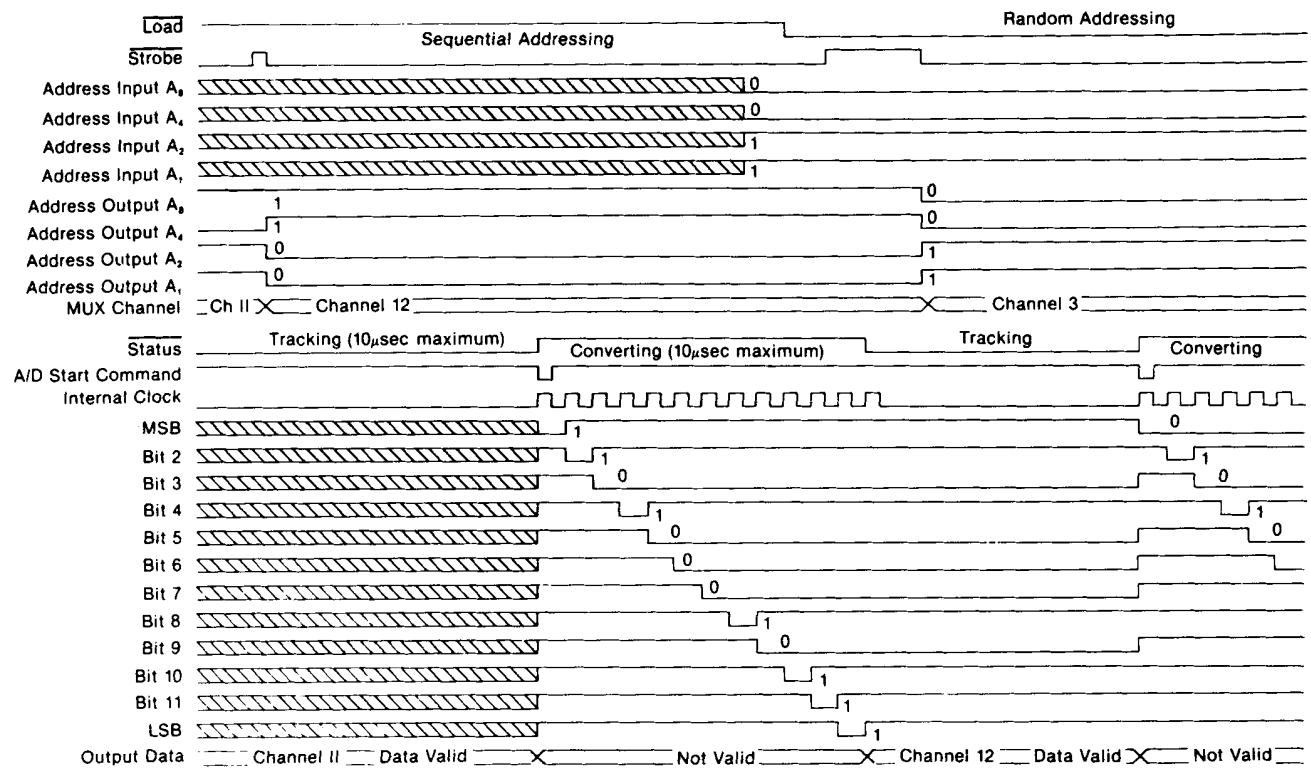 Load
Random Addressing
Sequential Addressing
Strobe
Address Input A₈ 0
Address Input A₄ 0
Address Input A₂ 1
Address Input A₁ 1
Address Output A₈ 1 0
Address Output A₄ 1 0
Address Output A₂ 0 1
Address Output A₁ 0 1
MUX Channel Ch II Channel 12 Channel 3
Status Tracking (10μsec maximum) Converting (10μsec maximum) Tracking Converting
A/D Start Command
Internal Clock
MSB 1 0
Bit 2 1 1
Bit 3 0
Bit 4 1 1
Bit 5 0 0
Bit 6 0
Bit 7 0
Bit 8 1
Bit 9 0
Bit 10 1
Bit 11 1
LSB 1
Output Data Channel II Data Valid Not Valid Channel 12 Data Valid Not Valid